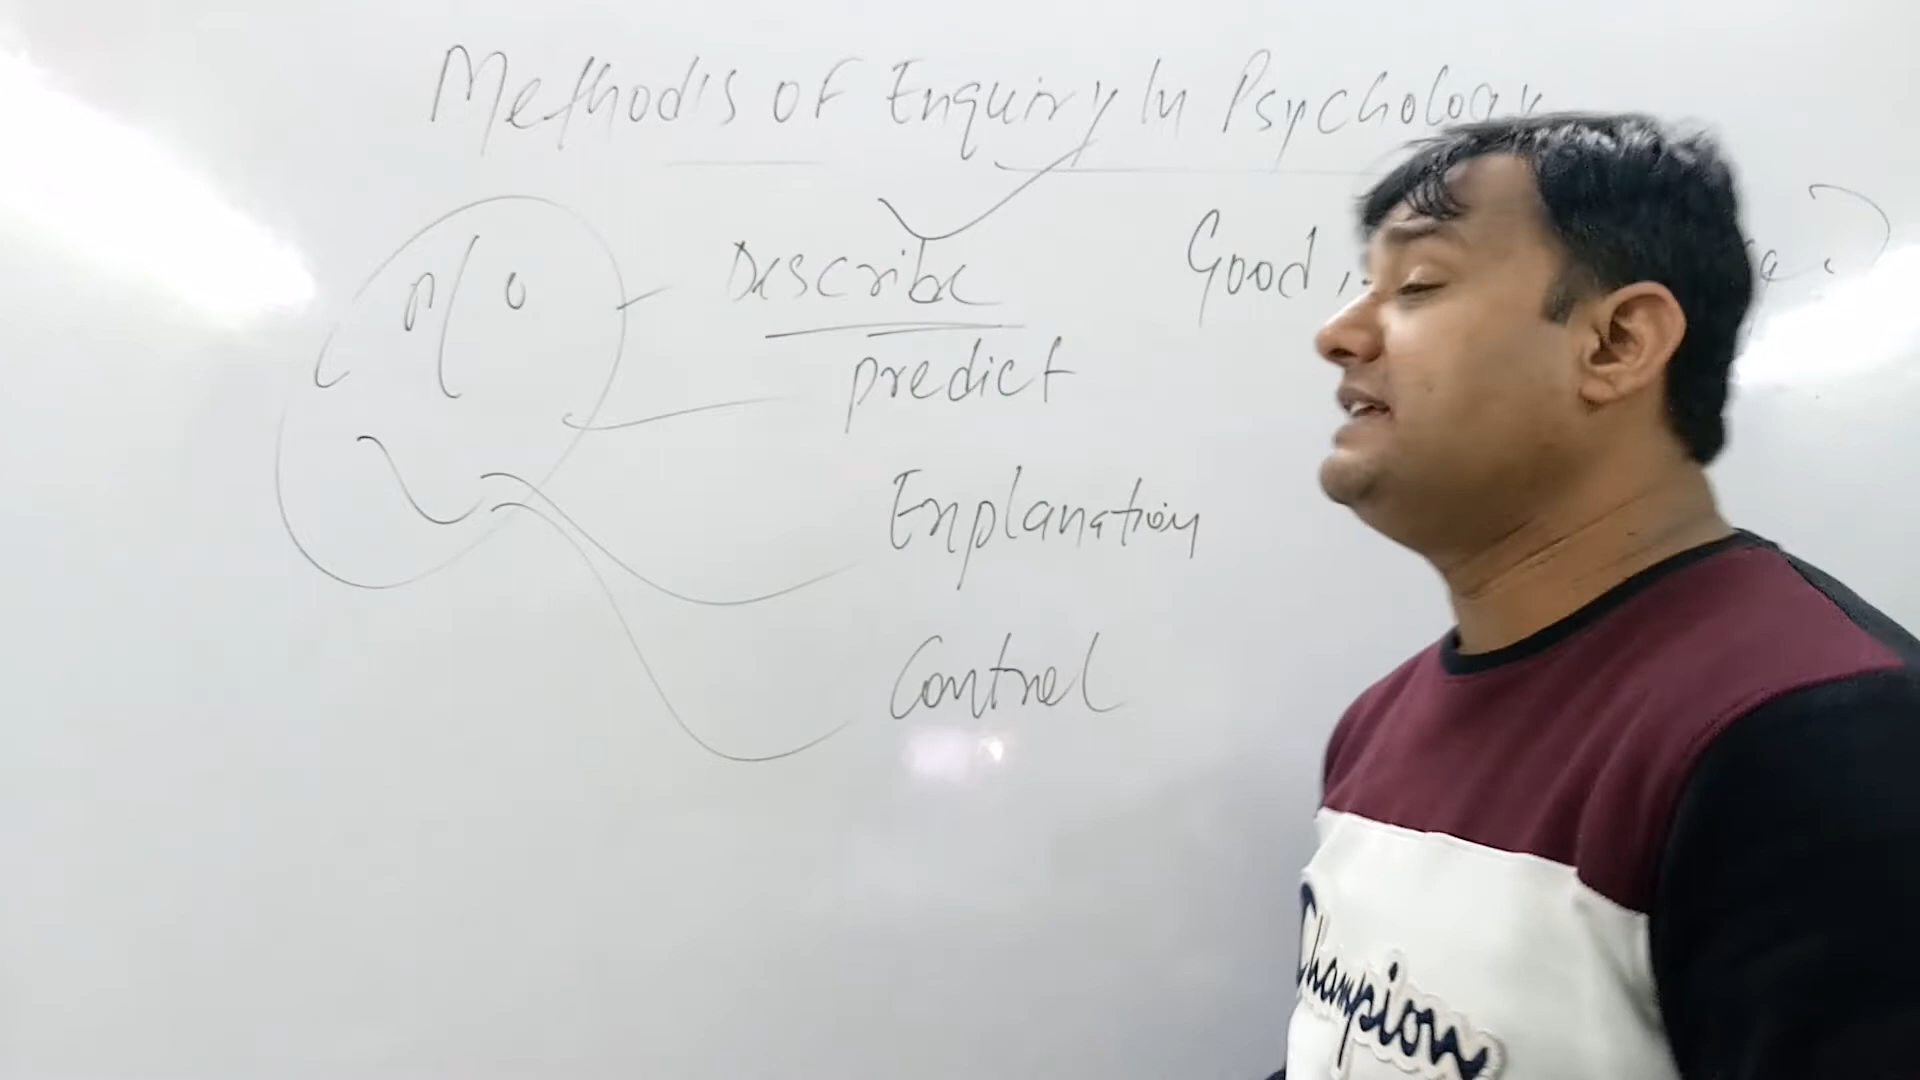 Methods of Enquiry In Psychology
Describe
Good
predict
Explanation
Control
Champion